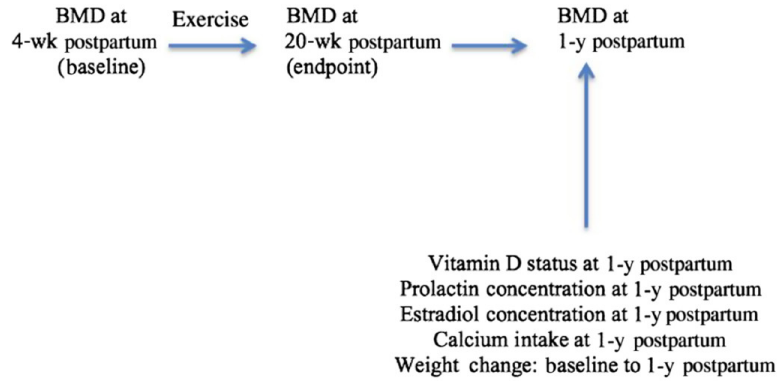 BMD at
4-wk postpartum
(baseline)
Exercise
BMD at
20-wk postpartum
(endpoint)
BMD at
1-y postpartum
Vitamin D status at 1-y postpartum
Prolactin concentration at 1-y postpartum
Estradiol concentration at 1-y postpartum
Calcium intake at 1-y postpartum
Weight change: baseline to 1-y postpartum